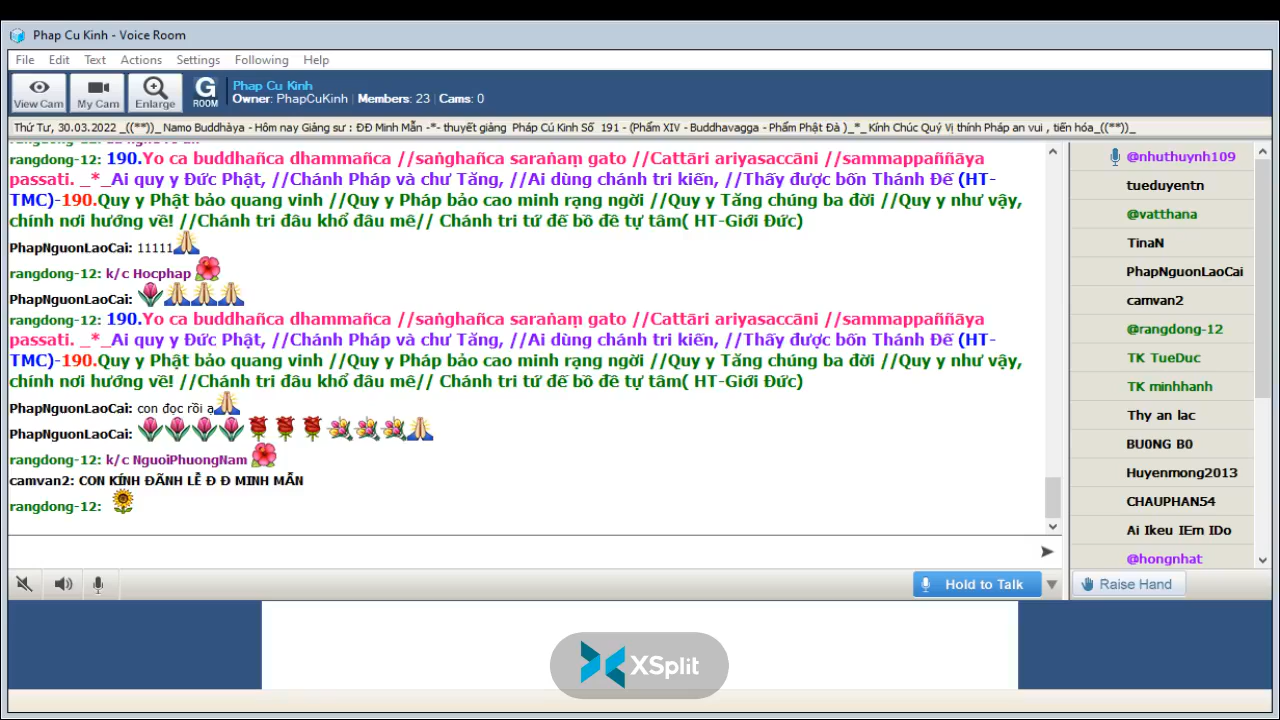 Phap Cu Kinh - Voice Room
File Edit Text Actions Settings Following Help
View Cam My Cam Enlarge G ROOM
Phap Cu Kinh
Owner: PhapCuKinh | Members: 23 | Cams: 0
Thứ Tư, 30.03.2022 _((**))_ Namo Buddhàya - Hôm nay Giảng sư : ĐĐ Minh Mẫn -*- thuyết giảng Pháp Cú Kinh Số 191 - (Phẩm XIV - Buddhavagga - Phẩm Phật Đà )_*_ Kính Chúc Quý Vị thính Pháp an vui , tiến hóa_((**))_
rangdong-12: 190.Yo ca buddhañca dhammañca //saṅghañca saraṇaṃ gato //Cattāri ariyasaccāni //sammappaññāya
passati. _*_Ai quy y Đức Phật, //Chánh Pháp và chư Tăng, //Ai dùng chánh tri kiến, //Thấy được bốn Thánh Đế (HT-
TMC)-190.Quy y Phật bảo quang vinh //Quy y Pháp bảo cao minh rạng ngời //Quy y Tăng chúng ba đời //Quy y như vậy,
chính nơi hướng về! //Chánh tri đâu khổ đâu mê// Chánh tri tứ đế bồ đề tự tâm( HT-Giới Đức)
PhapNguonLaoCai: 11111
rangdong-12: k/c Hocphap
PhapNguonLaoCai:
rangdong-12: 190.Yo ca buddhañca dhammañca //saṅghañca saraṇaṃ gato //Cattāri ariyasaccāni //sammappaññāya
passati. _*_Ai quy y Đức Phật, //Chánh Pháp và chư Tăng, //Ai dùng chánh tri kiến, //Thấy được bốn Thánh Đế (HT-
TMC)-190.Quy y Phật bảo quang vinh //Quy y Pháp bảo cao minh rạng ngời //Quy y Tăng chúng ba đời //Quy y như vậy,
chính nơi hướng về! //Chánh tri đâu khổ đâu mê// Chánh tri tứ đế bồ đề tự tâm( HT-Giới Đức)
PhapNguonLaoCai: con đọc rồi ạ
PhapNguonLaoCai:
rangdong-12: k/c NguoiPhuongNam
camvan2: CON KÍNH ĐÃNH LỄ Đ Đ MINH MẪN
rangdong-12:
Hold to Talk
@nhuthuynh109
tueduyentn
@vatthana
TinaN
PhapNguonLaoCai
camvan2
@rangdong-12
TK TueDuc
TK minhhanh
Thy an lac
BU0NG B0
Huyenmong2013
CHAUPHAN54
Ai Ikeu IEm IDo
@hongnhat
Raise Hand
XSplit